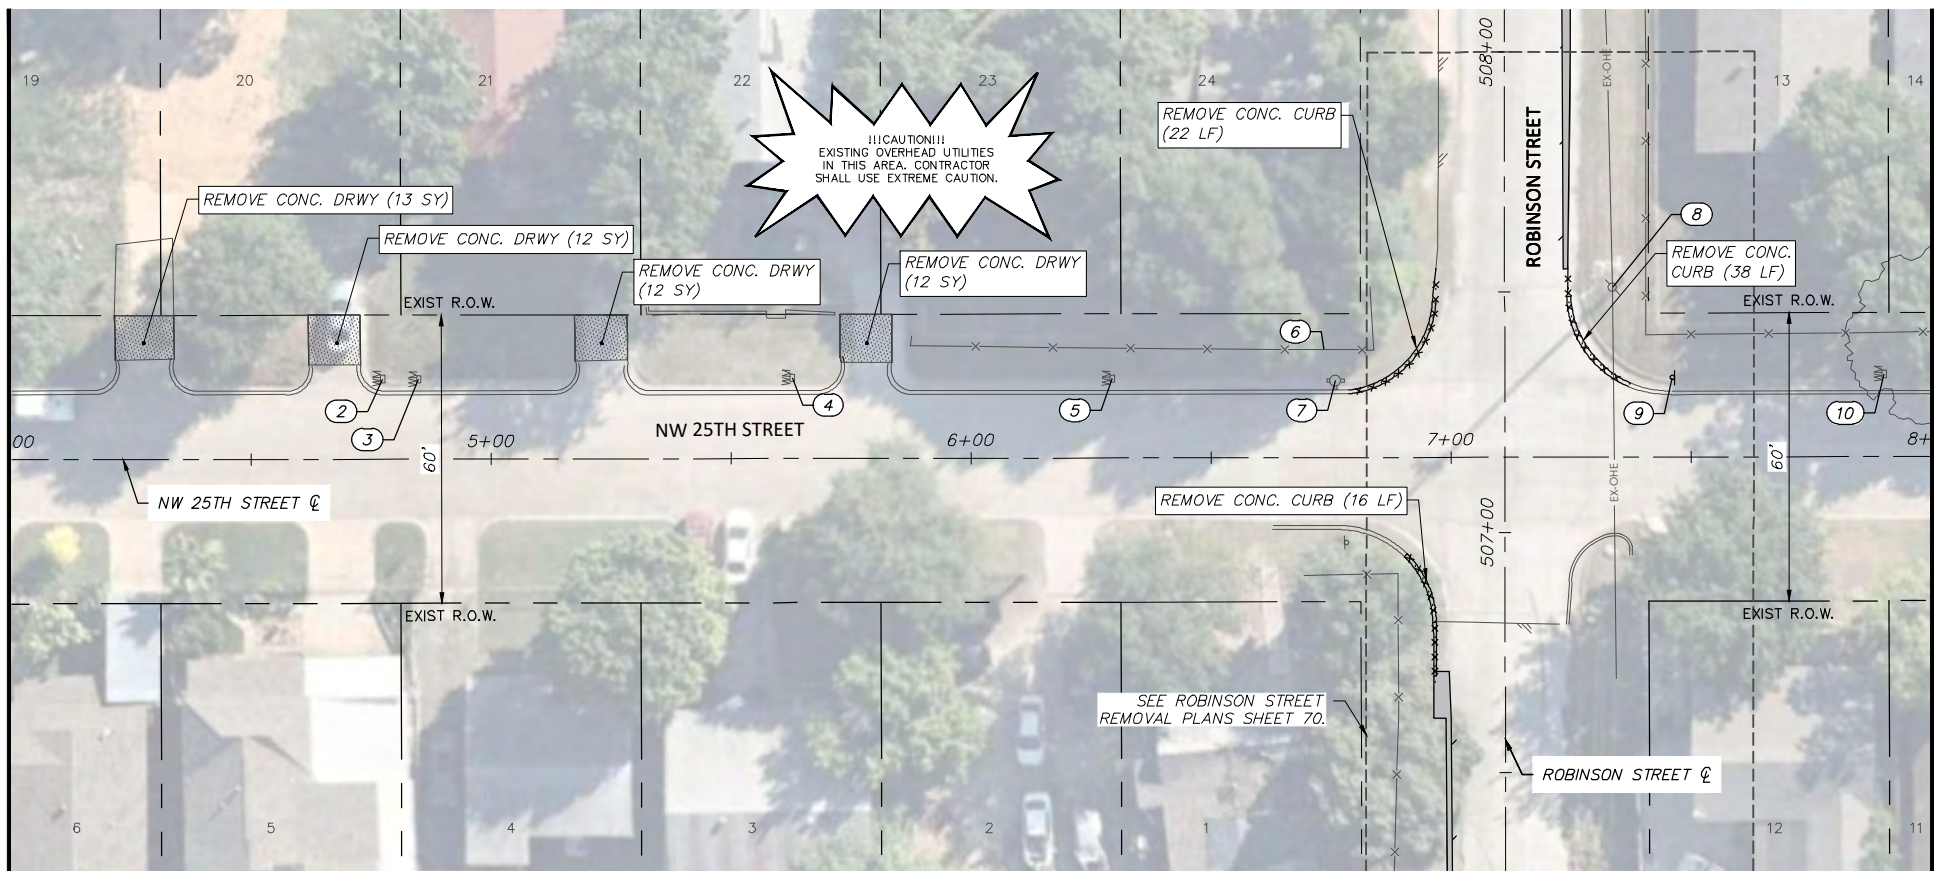 19
20
21
22
23
24
13
14
508+00
ROBINSON STREET
EX-OHE
!!!CAUTION!!!
EXISTING OVERHEAD UTILITIES
IN THIS AREA. CONTRACTOR
SHALL USE EXTREME CAUTION.
REMOVE CONC. CURB
(22 LF)
REMOVE CONC. DRWY (13 SY)
REMOVE CONC. DRWY (12 SY)
REMOVE CONC. DRWY
(12 SY)
REMOVE CONC. DRWY
(12 SY)
8
REMOVE CONC.
CURB (38 LF)
EXIST R.O.W.
EXIST R.O.W.
6
WM
WM
WM
WM
WM
2
3
4
5
7
9
10
00
5+00
NW 25TH STREET
6+00
7+00
8+
60'
60'
NW 25TH STREET ℄
REMOVE CONC. CURB (16 LF)
EX-OHE
507+00
EXIST R.O.W.
EXIST R.O.W.
SEE ROBINSON STREET
REMOVAL PLANS SHEET 70.
ROBINSON STREET ℄
6
5
4
3
2
1
12
11